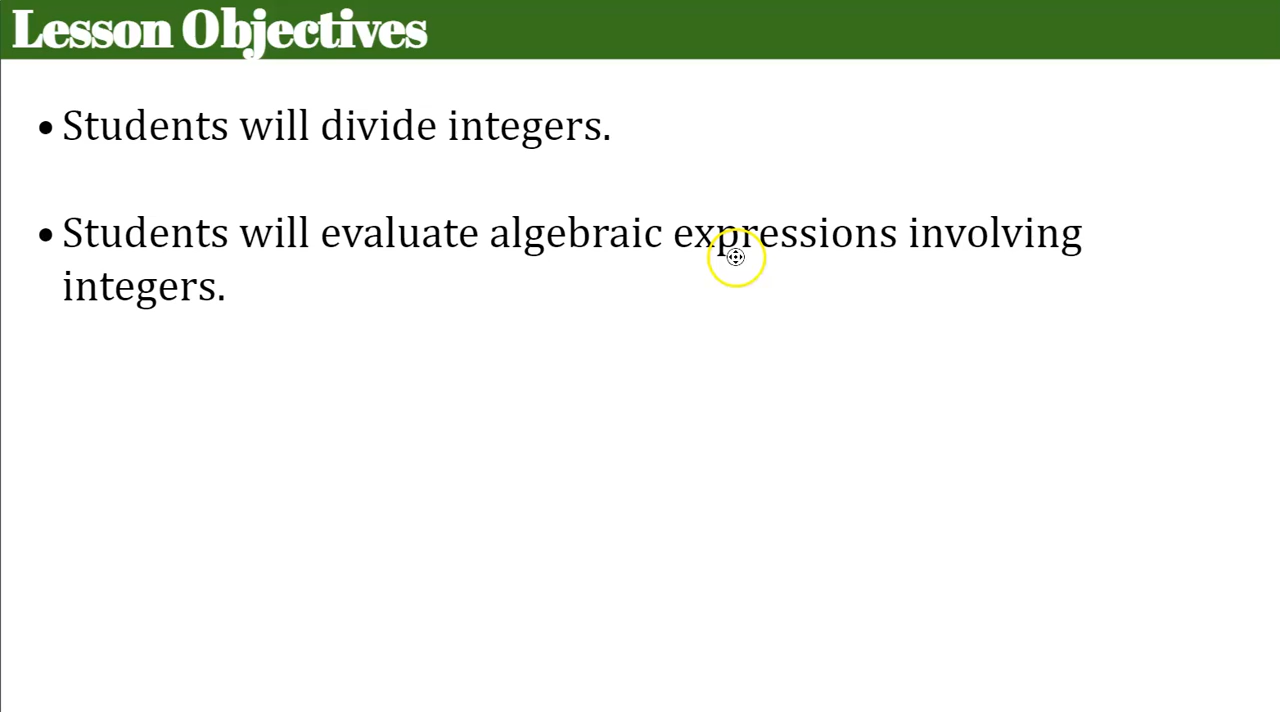 Lesson Objectives
• Students will divide integers.
• Students will evaluate algebraic expressions involving
integers.